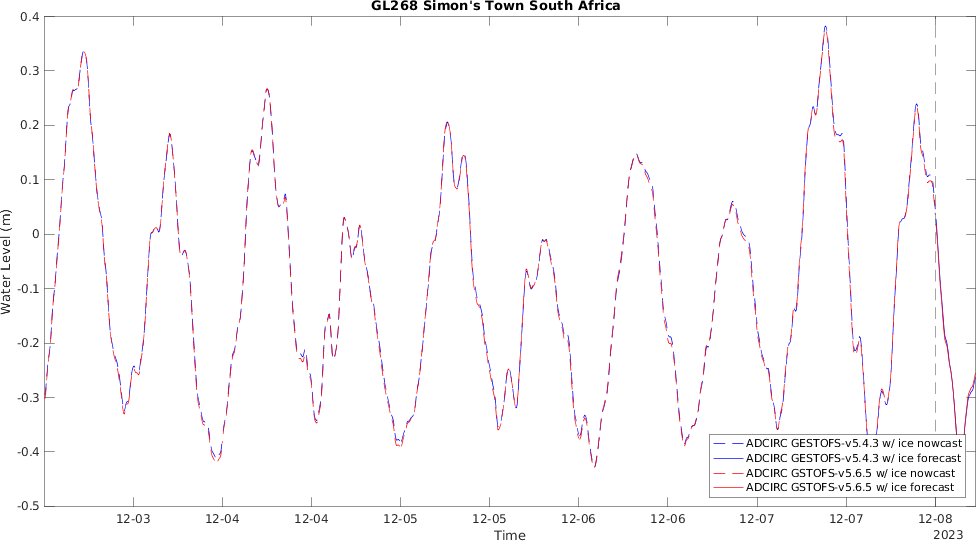 GL268 Simon's Town South Africa
Water Level (m)
0.4
0.3
0.2
0.1
0
-0.1
-0.2
-0.3
-0.4
-0.5
ADCIRC GESTOFS-v5.4.3 w/ ice nowcast
ADCIRC GESTOFS-v5.4.3 w/ ice forecast
ADCIRC GSTOFS-v5.6.5 w/ ice nowcast
ADCIRC GSTOFS-v5.6.5 w/ ice forecast
12-03 12-04 12-04 12-05 12-05 12-06 12-06 12-07 12-07 12-08
2023
Time